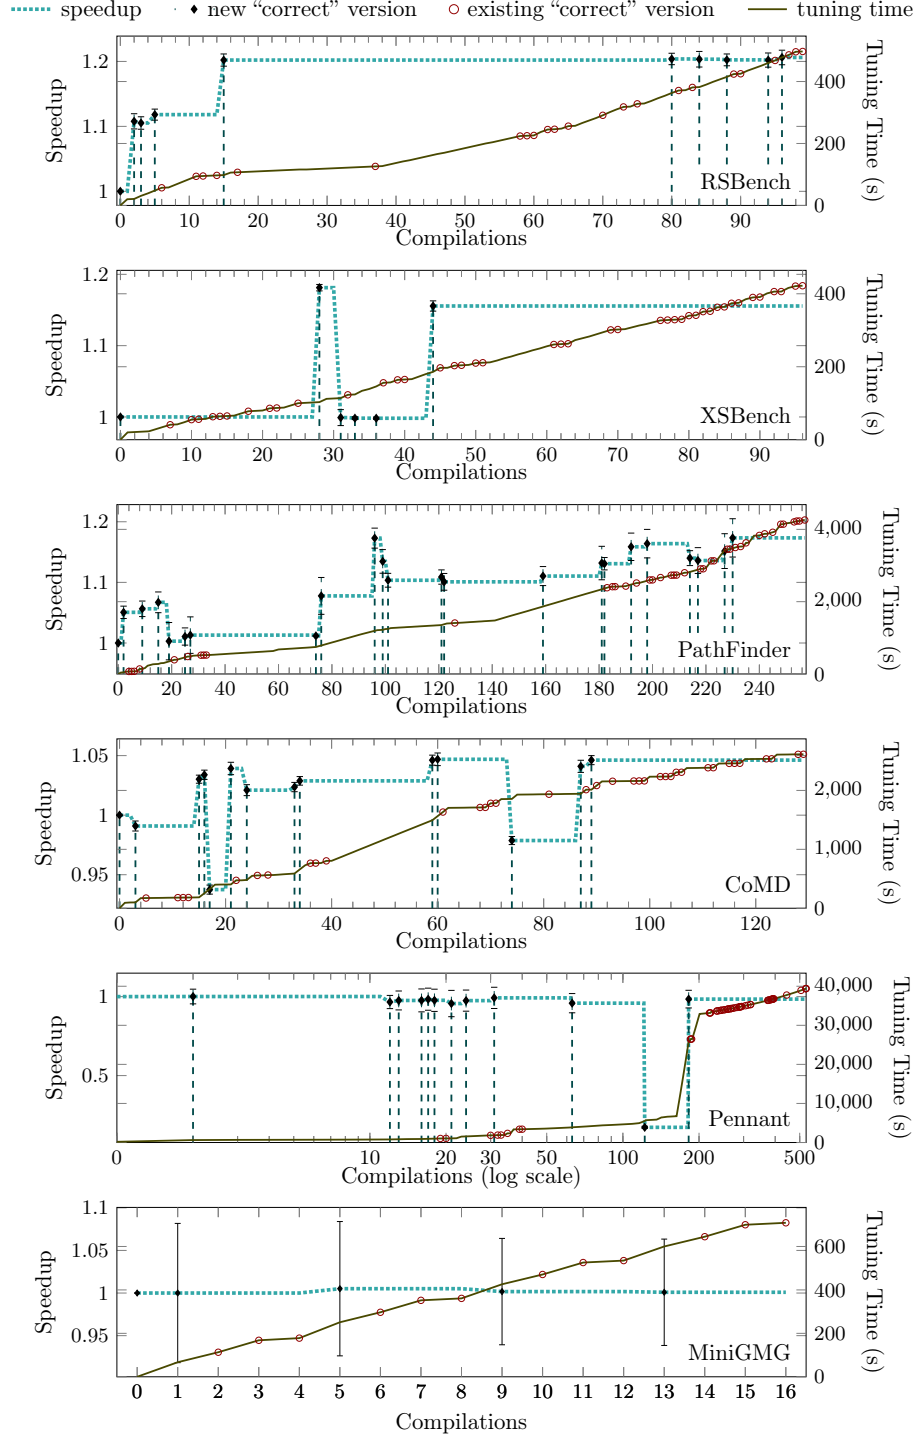 speedup new “correct” version existing “correct” version tuning time
1.2
1.1
1
Speedup
400
200
0
Tuning Time (s)
RSBench
0 10 20 30 40 50 60 70 80 90
Compilations
1.2
1.1
1
Speedup
400
200
0
Tuning Time (s)
XSBench
0 10 20 30 40 50 60 70 80 90
Compilations
1.2
1.1
1
Speedup
4,000
2,000
0
Tuning Time (s)
PathFinder
0 20 40 60 80 100 120 140 160 180 200 220 240
Compilations
1.05
1
0.95
Speedup
2,000
1,000
0
Tuning Time (s)
CoMD
0 20 40 60 80 100 120
Compilations
1
0.5
Speedup
40,000
30,000
20,000
10,000
0
Tuning Time (s)
Pennant
0 10 20 30 50 100 200 500
Compilations (log scale)
1.1
1.05
1
0.95
Speedup
600
400
200
0
Tuning Time (s)
MiniGMG
0 1 2 3 4 5 6 7 8 9 10 11 12 13 14 15 16
Compilations